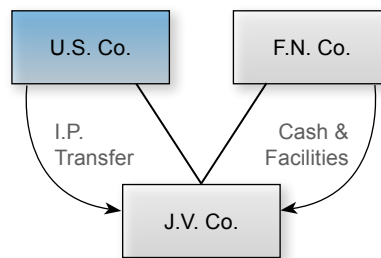 U.S. Co.
F.N. Co.
I.P.
Transfer
Cash &
Facilities
J.V. Co.